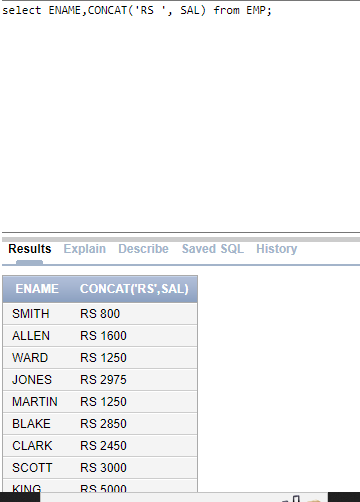 select ENAME,CONCAT('RS ', SAL) from EMP;
Results Explain Describe Saved SQL History
ENAME CONCAT('RS',SAL)
SMITH RS 800
ALLEN RS 1600
WARD RS 1250
JONES RS 2975
MARTIN RS 1250
BLAKE RS 2850
CLARK RS 2450
SCOTT RS 3000
KING RS 5000